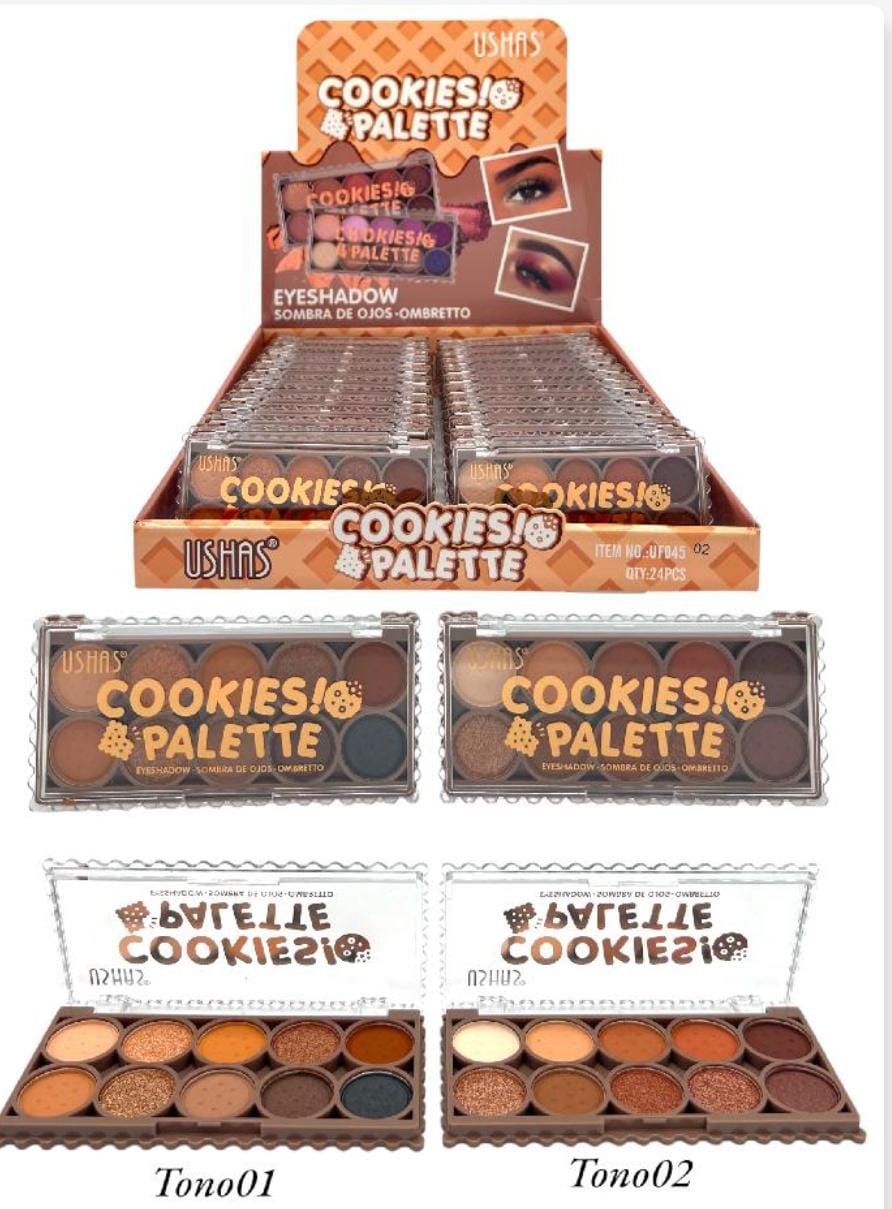 USHAS
COOKIES!
PALETTE
COOKIES!
PALETTE
COOKIES!
PALETTE
EYESHADOW
SOMBRA DE OJOS-OMBRETTO
USHAS®
COOKIES!
USHAS®
COOKIES!
USHAS®
COOKIES!
PALETTE
ITEM NO.:UF045 02
QTY:24PCS
USHAS®
COOKIES!
PALETTE
EYESHADOW-SOMBRA DE OJOS-OMBRETTO
USHAS®
COOKIES!
PALETTE
EYESHADOW-SOMBRA DE OJOS-OMBRETTO
EYESHADOW-SOMBRA DE OJOS-OMBRETTO
PALETTE
COOKIES!
USHAS®
EYESHADOW-SOMBRA DE OJOS-OMBRETTO
PALETTE
COOKIES!
USHAS®
Tono01
Tono02